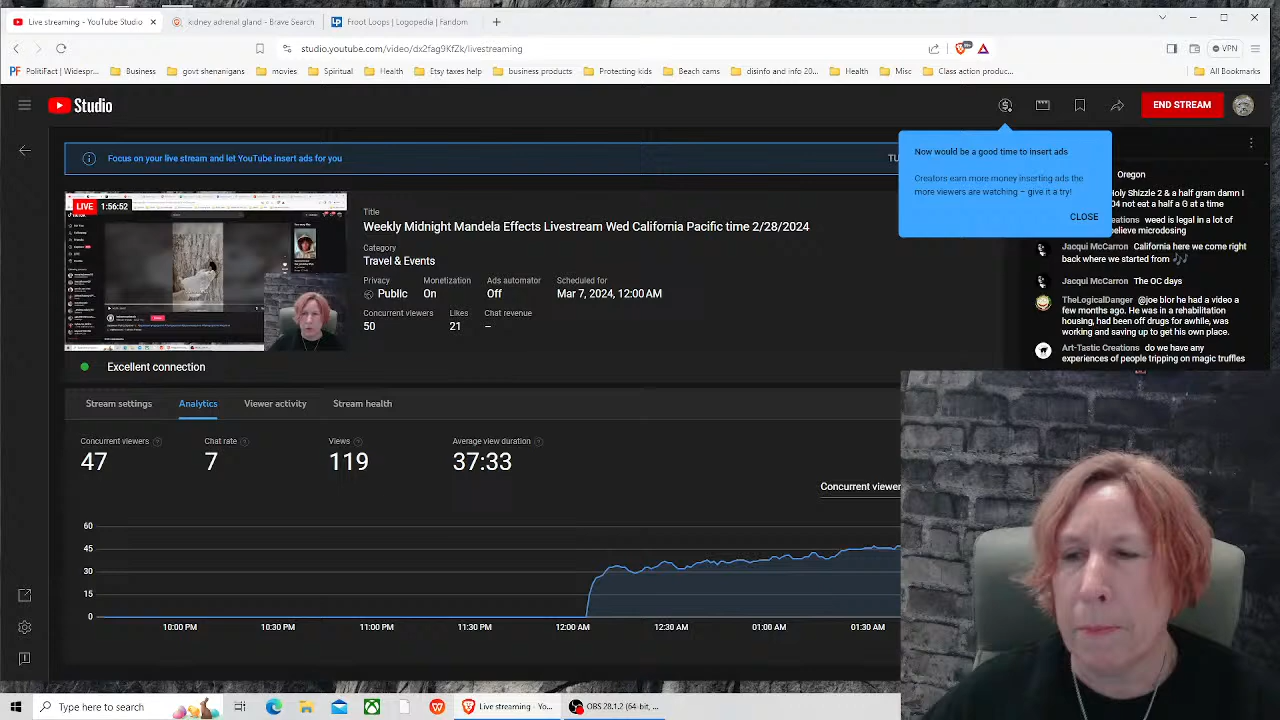 Live streaming - YouTube Studio
kidney adrenal gland - Brave Search
Froot Loops | Logopedia | Fandom
studio.youtube.com/video/dx2fag9KfZk/livestreaming
VPN
PolitiFact | Widespr...
Business
govt shenanigans
movies
Spiritual
Health
Etsy taxes help
business products
Protecting kids
Beach cams
disinfo and info 20...
Health
Misc
Class action produc...
All Bookmarks
Studio
END STREAM
Focus on your live stream and let YouTube insert ads for you
TU
Now would be a good time to insert ads
Creators earn more money inserting ads the
more viewers are watching – give it a try!
CLOSE
LIVE 1:56:52
Title
Weekly Midnight Mandela Effects Livestream Wed California Pacific time 2/28/2024
Category
Travel & Events
Privacy
Monetization
Ads automator
Scheduled for
Public
On
Off
Mar 7, 2024, 12:00 AM
Concurrent viewers
Likes
Chat revenue
50
21
–
Excellent connection
Oregon
Holy Shizzle 2 & a half gram damn I
04 not eat a half a G at a time
eations weed is legal in a lot of
believe microdosing
Jacqui McCarron California here we come right
back where we started from
Jacqui McCarron The OC days
TheLogicalDanger @joe blor he had a video a
few months ago. He was in a rehabilitation
housing, had been off drugs for awhile, was
working and saving up to get his own place.
Art-Tastic Creations do we have any
experiences of people tripping on magic truffles
Stream settings
Analytics
Viewer activity
Stream health
Concurrent viewers
Chat rate
Views
Average view duration
47
7
119
37:33
Concurrent viewer
60
45
30
15
0
10:00 PM
10:30 PM
11:00 PM
11:30 PM
12:00 AM
12:30 AM
01:00 AM
01:30 AM
Type here to search
Live streaming - Yo...
OBS 28.1.2 (64-bit, ...